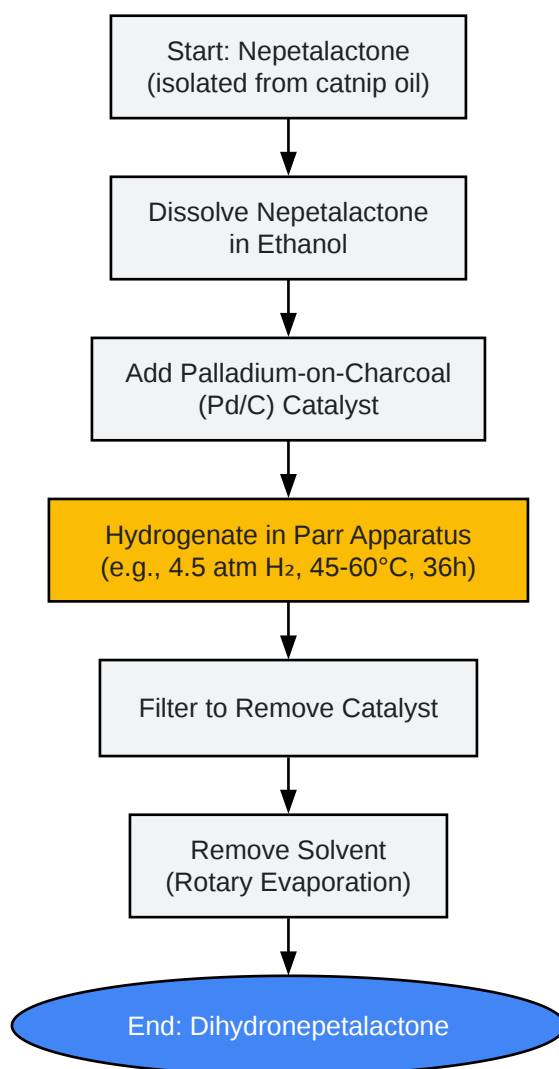 Start: Nepetalactone
(isolated from catnip oil)
Dissolve Nepetalactone
in Ethanol
Add Palladium-on-Charcoal
(Pd/C) Catalyst
Hydrogenate in Parr Apparatus
(e.g., 4.5 atm H₂, 45-60°C, 36h)
Filter to Remove Catalyst
Remove Solvent
(Rotary Evaporation)
End: Dihydronepetalactone